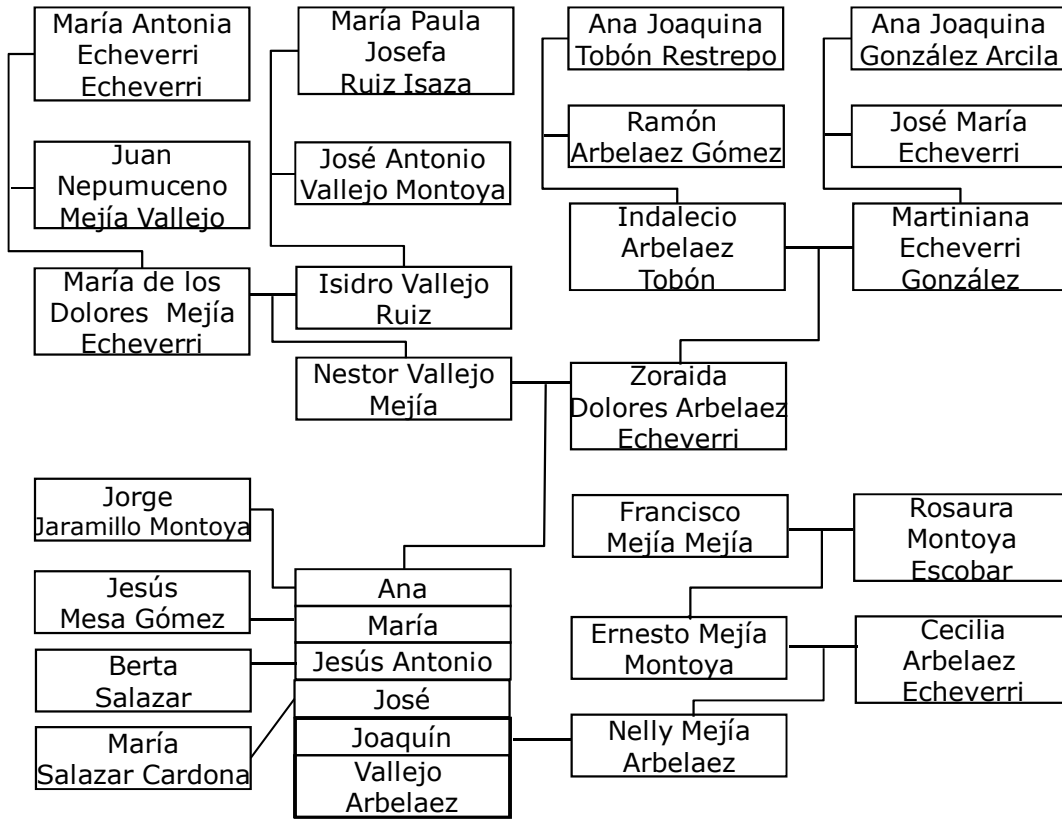 María Antonia
Echeverri
Echeverri
María Paula
Josefa
Ruiz Isaza
Ana Joaquina
Tobón Restrepo
Ana Joaquina
González Arcila
Juan
Nepumuceno
Mejía Vallejo
José Antonio
Vallejo Montoya
Ramón
Arbelaez Gómez
José María
Echeverri
María de los
Dolores Mejía
Echeverri
Isidro Vallejo
Ruiz
Indalecio
Arbelaez
Tobón
Martiniana
Echeverri
González
Nestor Vallejo
Mejía
Zoraida
Dolores Arbelaez
Echeverri
Jorge
Jaramillo Montoya
Jesús
Mesa Gómez
Berta
Salazar
María
Salazar Cardona
Ana
María
Jesús Antonio
José
Joaquín
Vallejo
Arbelaez
Francisco
Mejía Mejía
Rosaura
Montoya
Escobar
Ernesto Mejía
Montoya
Cecilia
Arbelaez
Echeverri
Nelly Mejía
Arbelaez